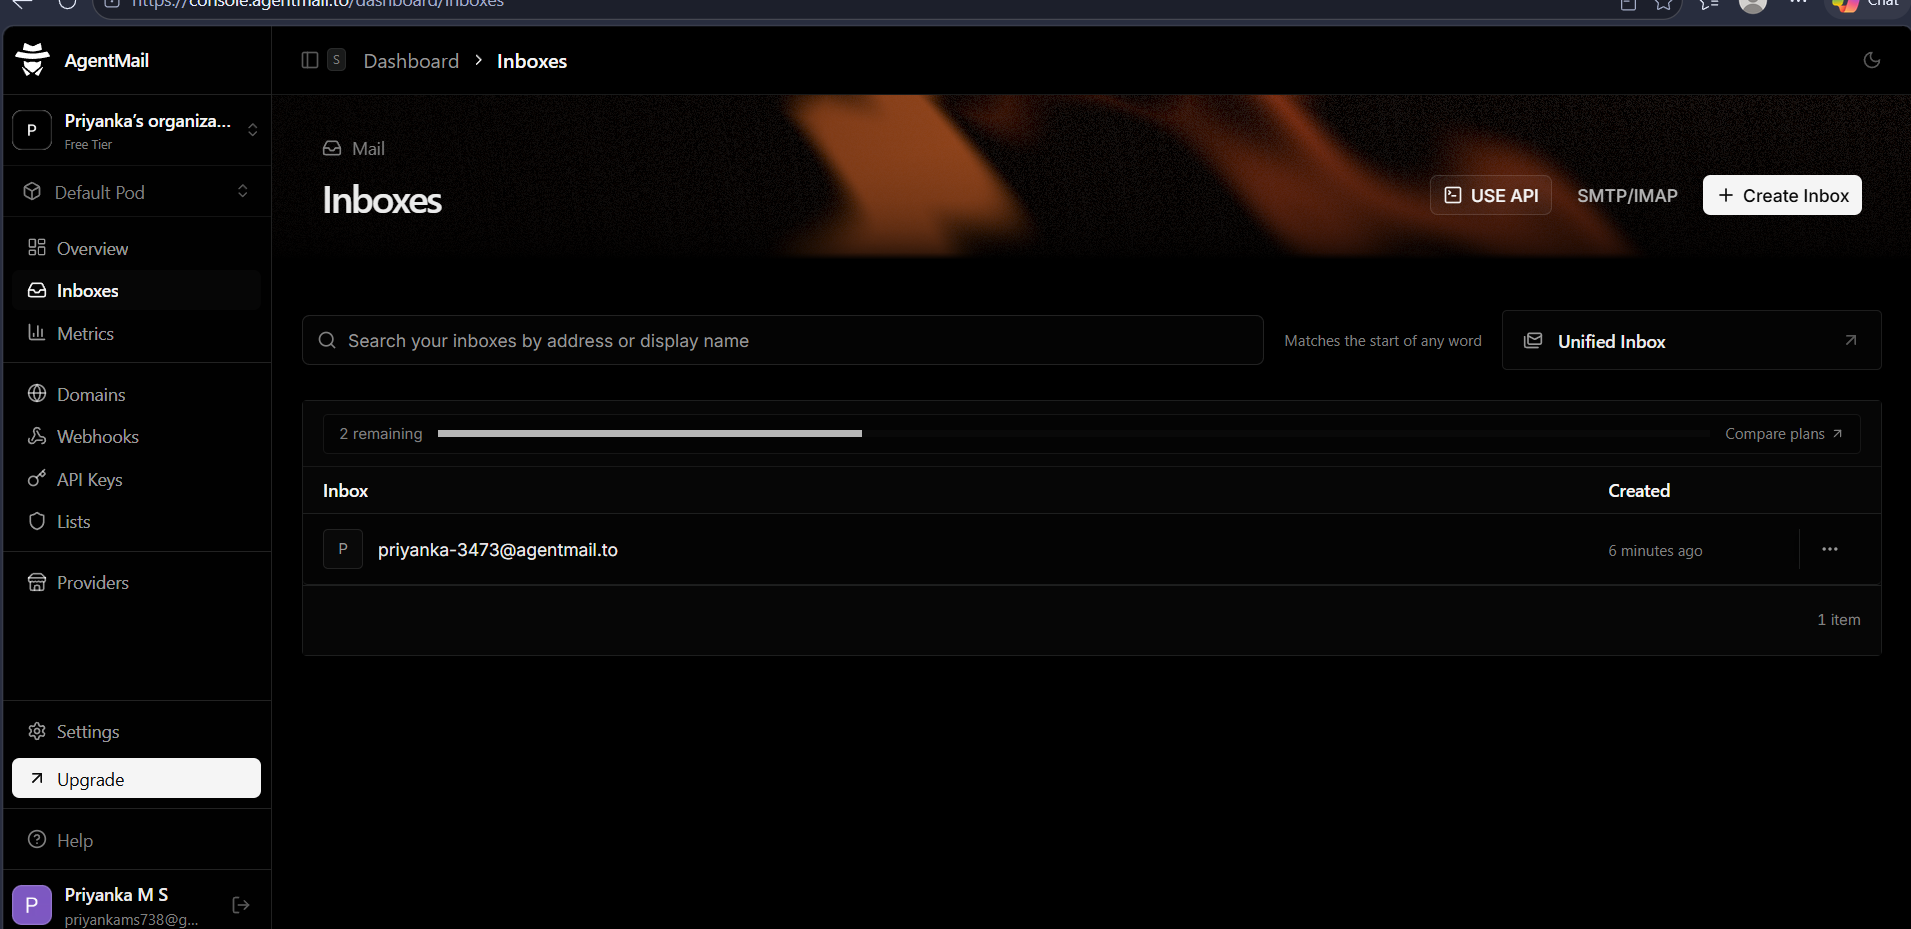 https://console.agentmail.to/dashboard/inboxes
Chat
AgentMail
S
Dashboard > Inboxes
P
Priyanka's organiza...
Free Tier
Default Pod
Overview
Inboxes
Metrics
Domains
Webhooks
API Keys
Lists
Providers
Settings
Upgrade
Help
P
Priyanka M S
priyankams738@g...
Mail
Inboxes
USE API
SMTP/IMAP
+ Create Inbox
Search your inboxes by address or display name
Matches the start of any word
Unified Inbox
2 remaining
Compare plans
Inbox
Created
P
priyanka-3473@agentmail.to
6 minutes ago
1 item